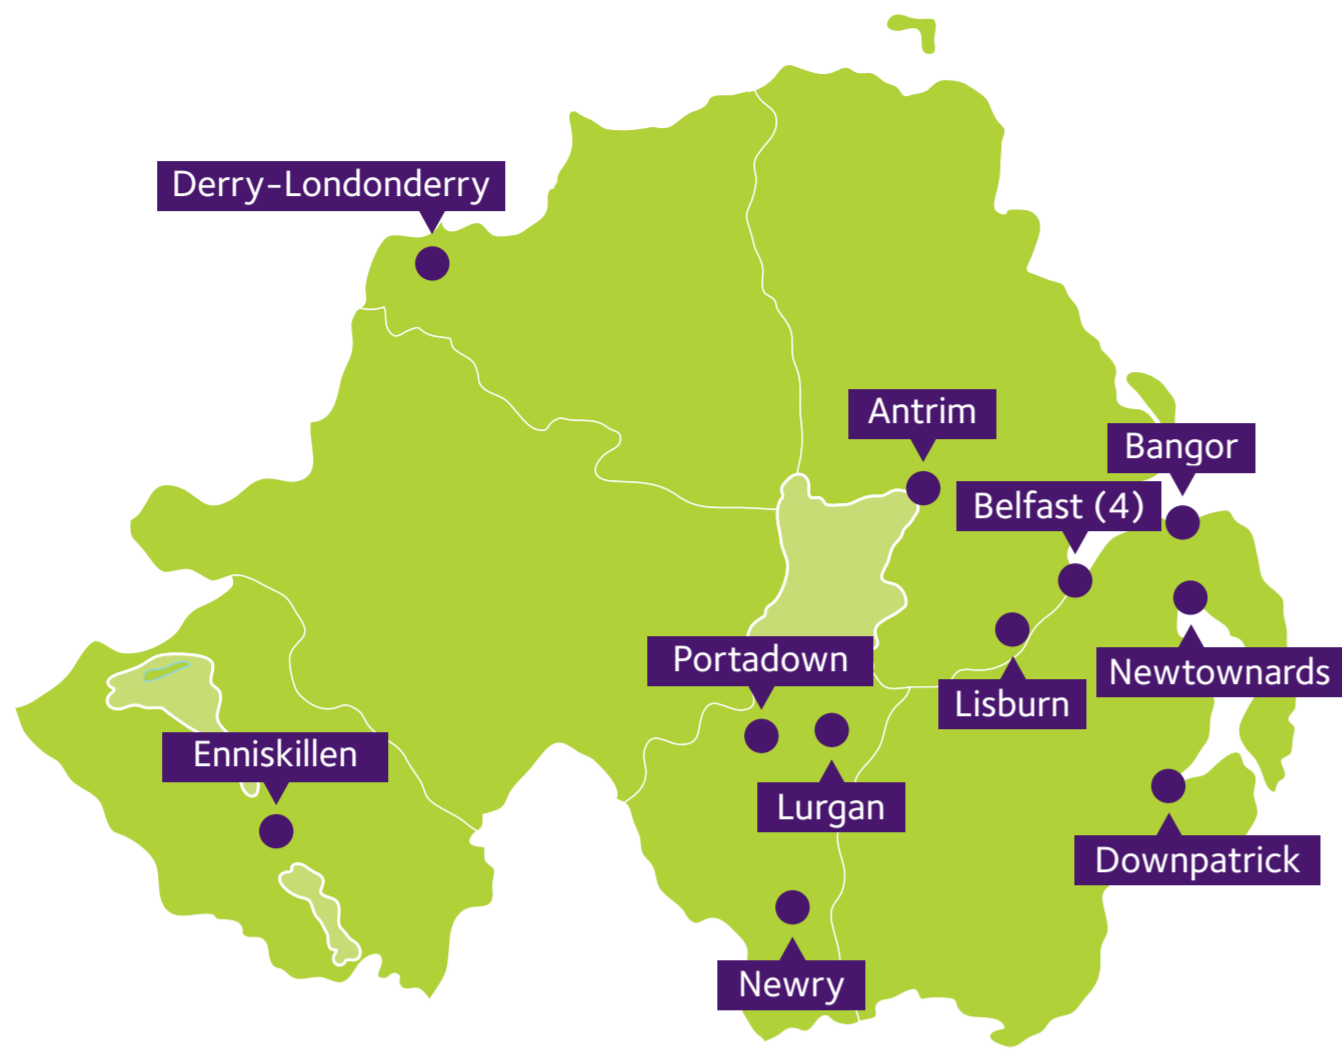 Derry-Londonderry
Antrim
Bangor
Belfast (4)
Portadown
Newtownards
Lisburn
Enniskillen
Lurgan
Downpatrick
Newry